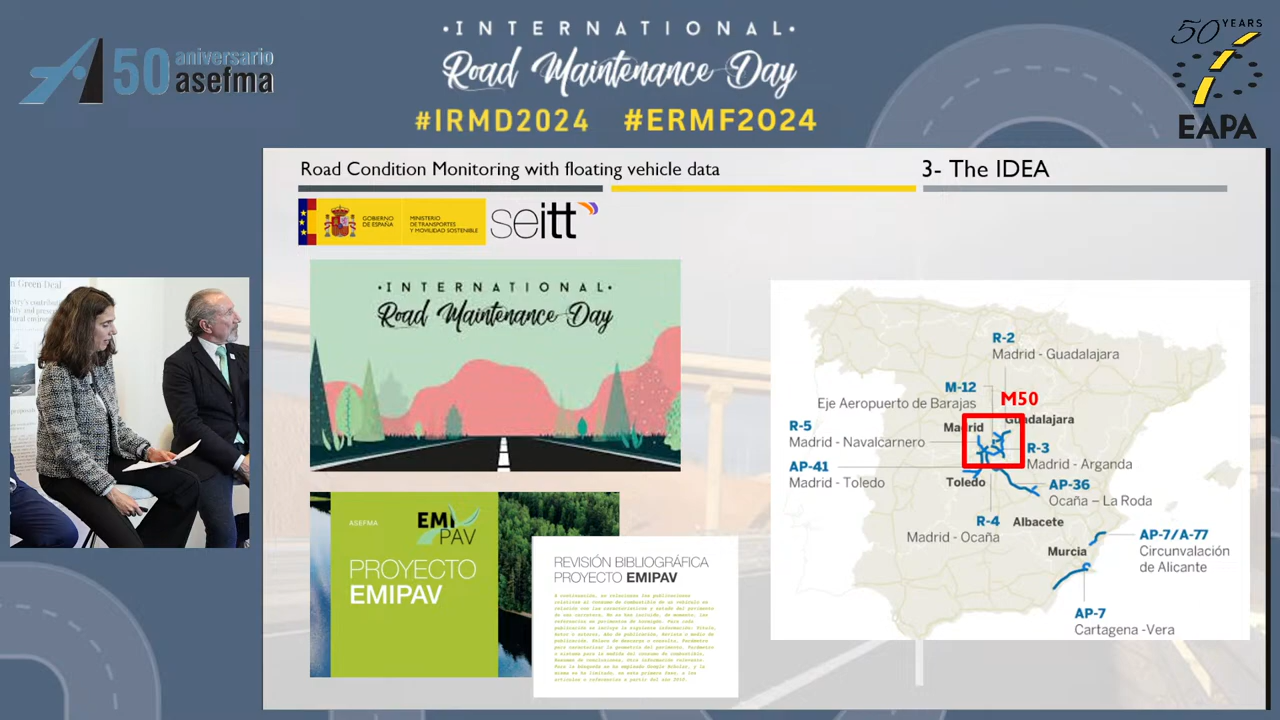 ·INTERNATIONAL·
Road Maintenance Day
#IRMD2024 #ERMF2024
50 aniversario
asefma
50 YEARS
EAPA
Road Condition Monitoring with floating vehicle data
3- The IDEA
GOBIERNO
DE ESPAÑA
MINISTERIO
DE TRANSPORTES
Y MOVILIDAD SOSTENIBLE
seitt
·INTERNATIONAL·
Road Maintenance Day
ASEFMA
EMI
PAV
PROYECTO
EMIPAV
REVISIÓN BIBLIOGRÁFICA
PROYECTO EMIPAV
R-2
Madrid - Guadalajara
M-12
Eje Aeropuerto de Barajas
M50
Guadalajara
Madrid
R-5
Madrid - Navalcarnero
R-3
Madrid - Arganda
AP-41
Madrid - Toledo
Toledo
AP-36
Ocaña – La Roda
R-4
Madrid - Ocaña
Albacete
AP-7/A-77
Circunvalación
de Alicante
Murcia
AP-7
Cartagena - Vera
n Green Deal